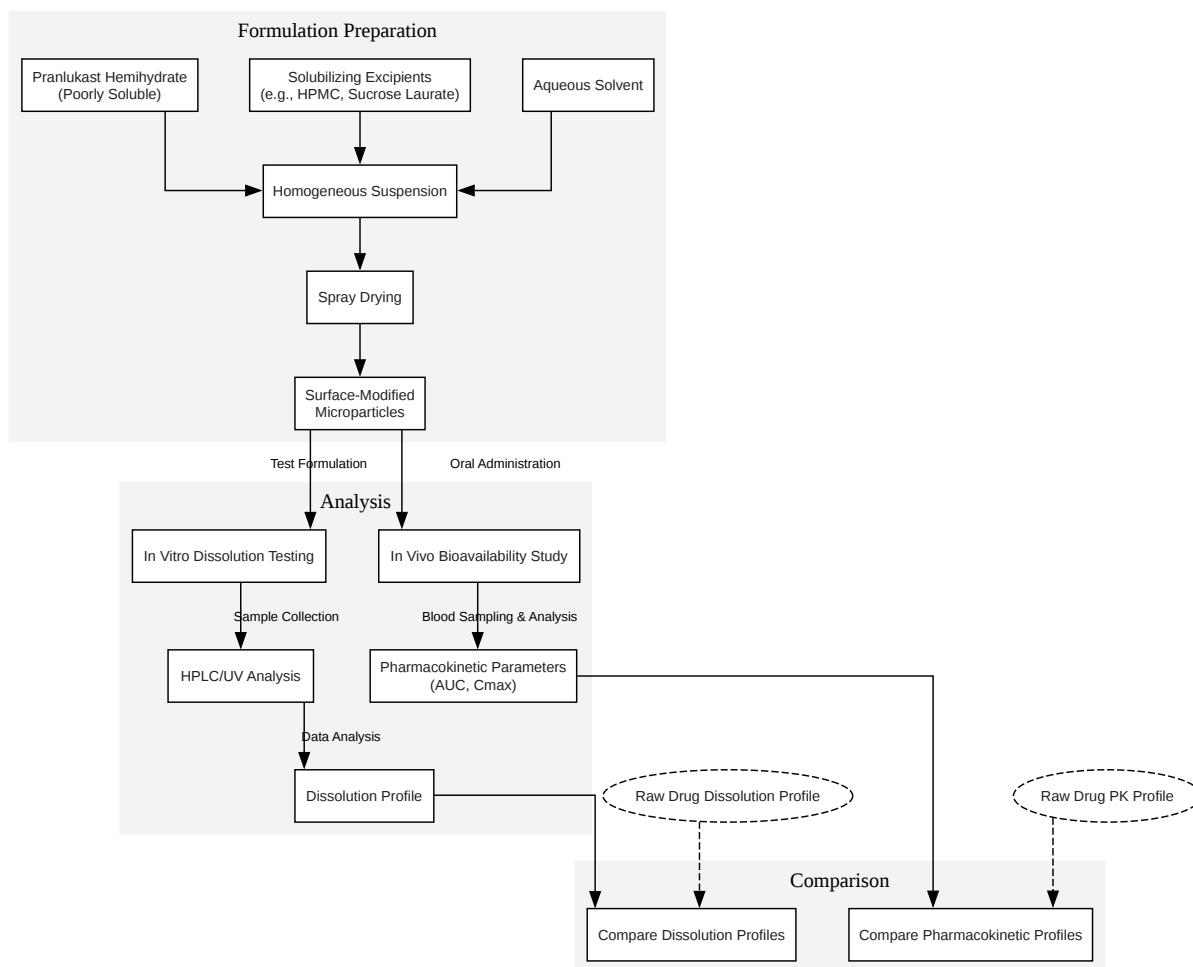 Formulation Preparation
Pranlukast Hemihydrate
(Poorly Soluble)
Solubilizing Excipients
(e.g., HPMC, Sucrose Laurate)
Aqueous Solvent
Homogeneous Suspension
Spray Drying
Surface-Modified
Microparticles
Test Formulation
Oral Administration
Analysis
In Vitro Dissolution Testing
In Vivo Bioavailability Study
Sample Collection
Blood Sampling & Analysis
HPLC/UV Analysis
Pharmacokinetic Parameters
(AUC, Cmax)
Data Analysis
Dissolution Profile
Raw Drug Dissolution Profile
Raw Drug PK Profile
Comparison
Compare Dissolution Profiles
Compare Pharmacokinetic Profiles